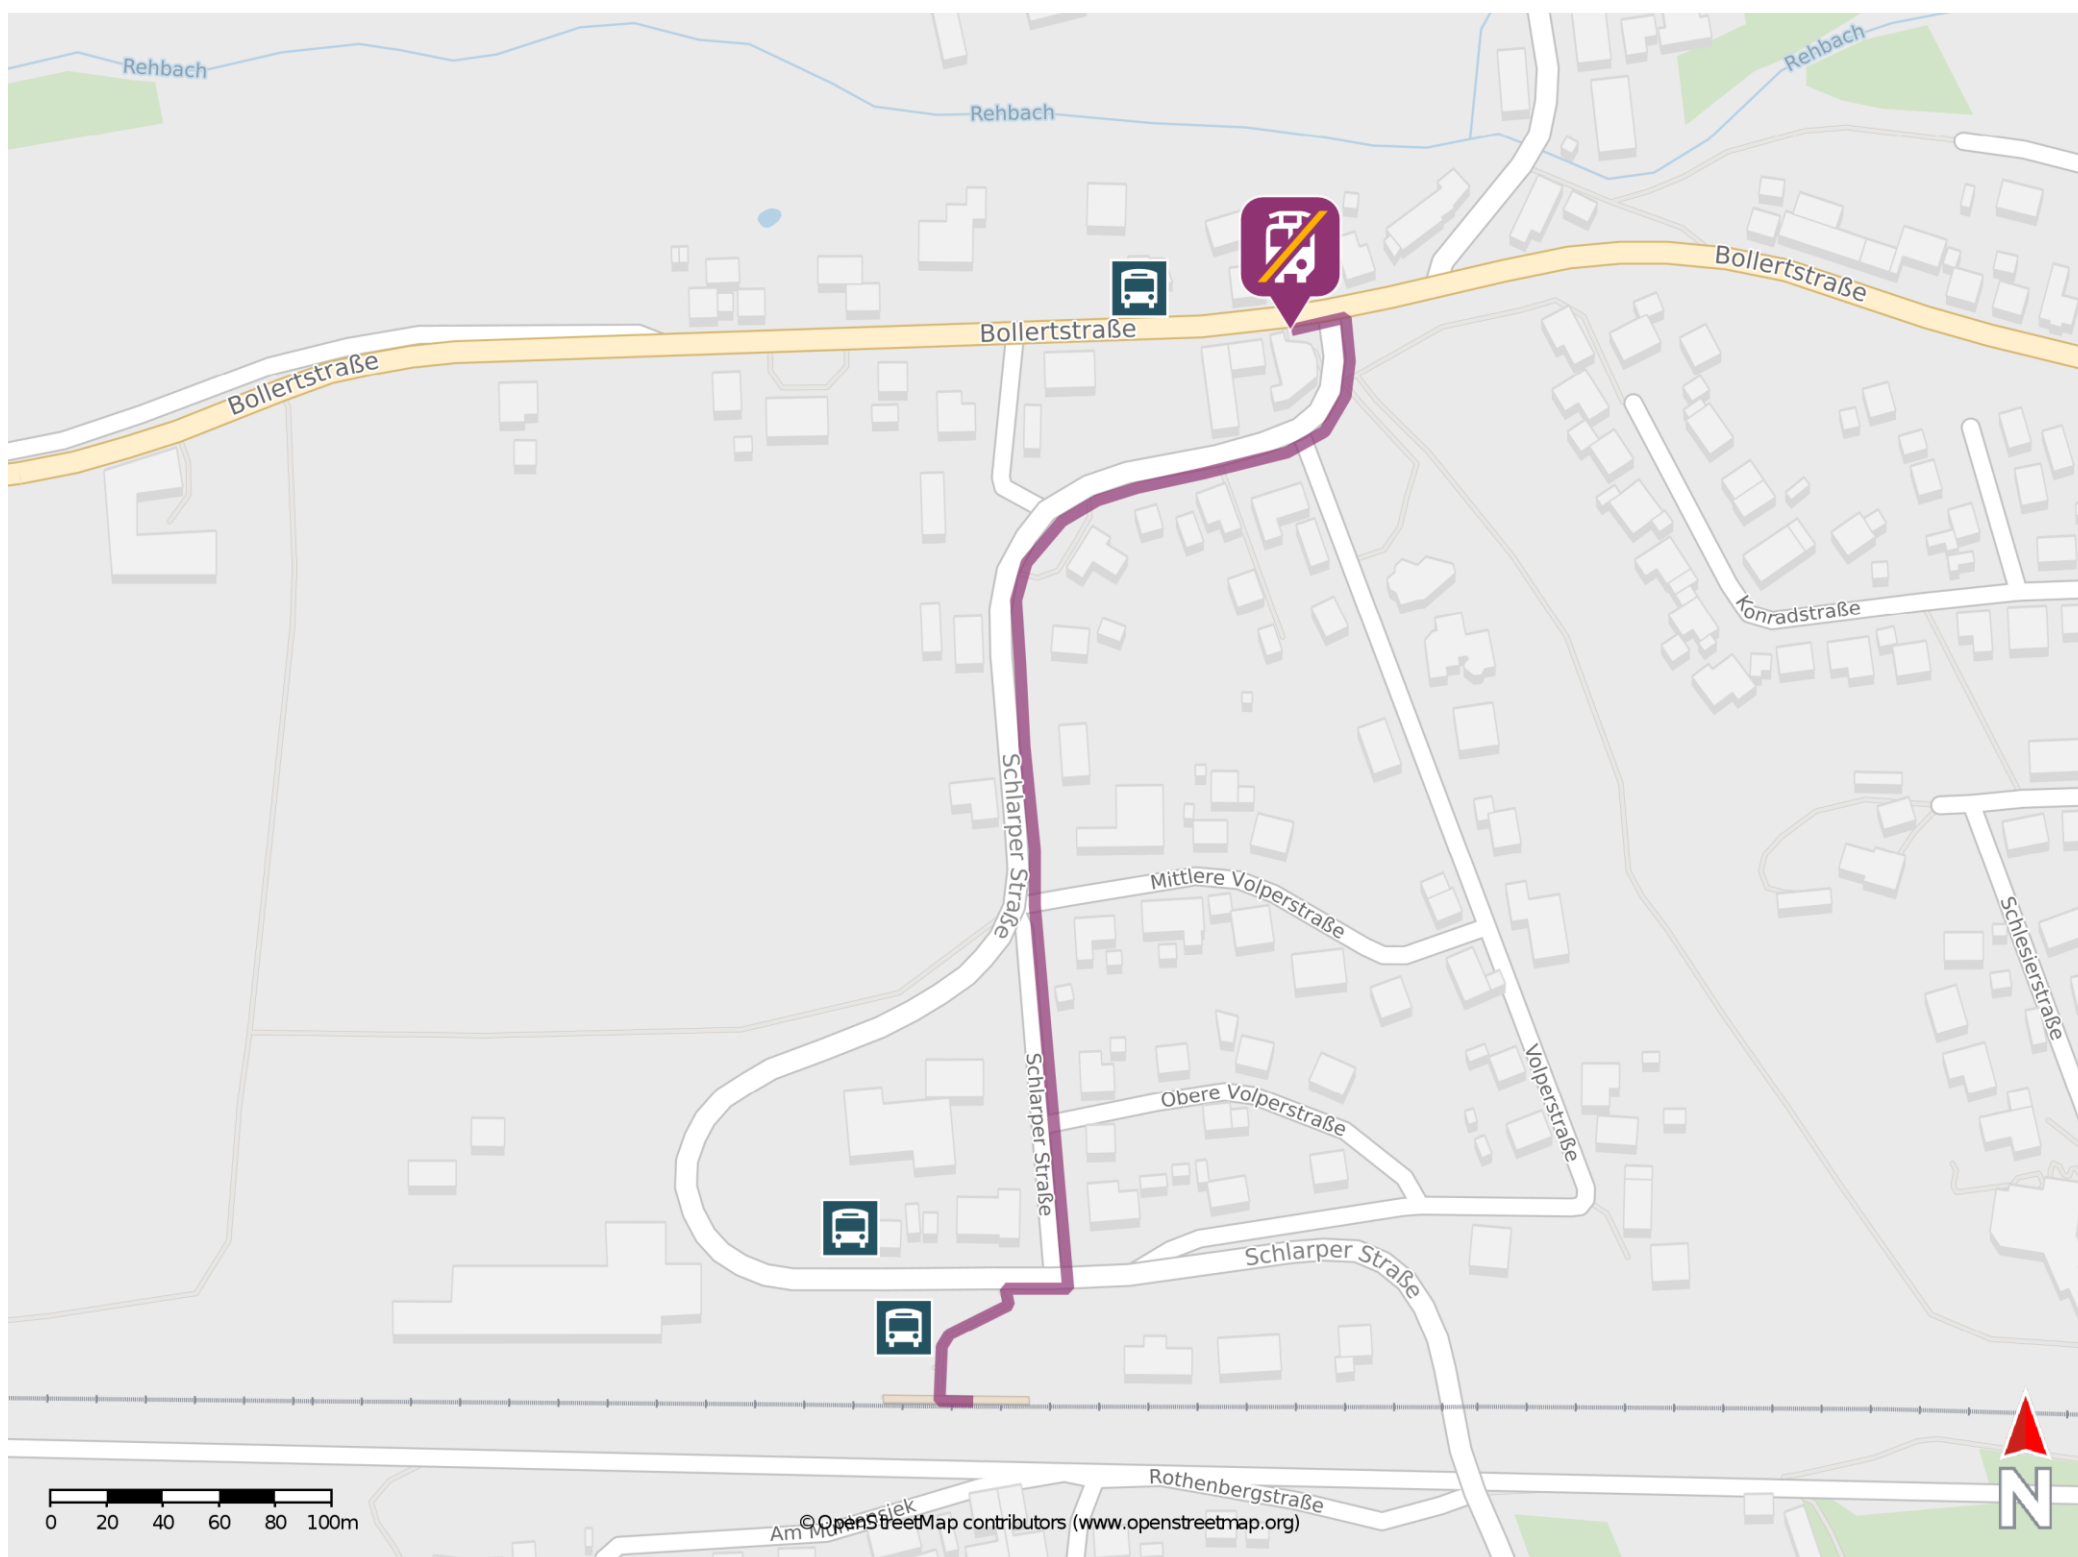 Rehbach
Rehbach
Rehbach
Bollertstraße
Bollertstraße
Bollertstraße
Konradstraße
Schlarper Straße
Mittlere Volperstraße
Schlesierstraße
Schlarper Straße
Obere Volperstraße
Volperstraße
Schlarper Straße
Rothenbergstraße
N
0 20 40 60 80 100m
© OpenStreetMap contributors (www.openstreetmap.org)
Am